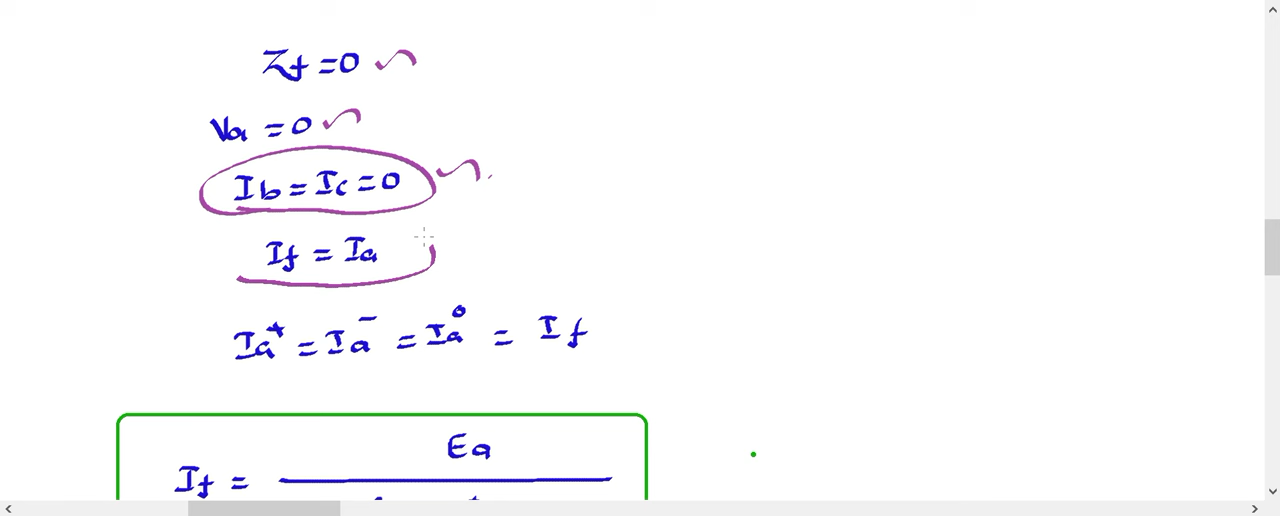 Zf = 0
Va = 0
Ib = Ic = 0
If = Ia
Ia⁺ = Ia⁻ = Ia⁰ = If
Ea
If =